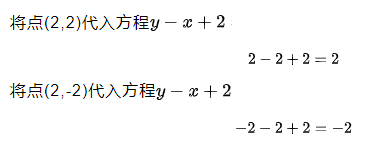 将点(2,2)代入方程y − x + 2
2 − 2 + 2 = 2
将点(2,-2)代入方程y − x + 2
−2 − 2 + 2 = −2